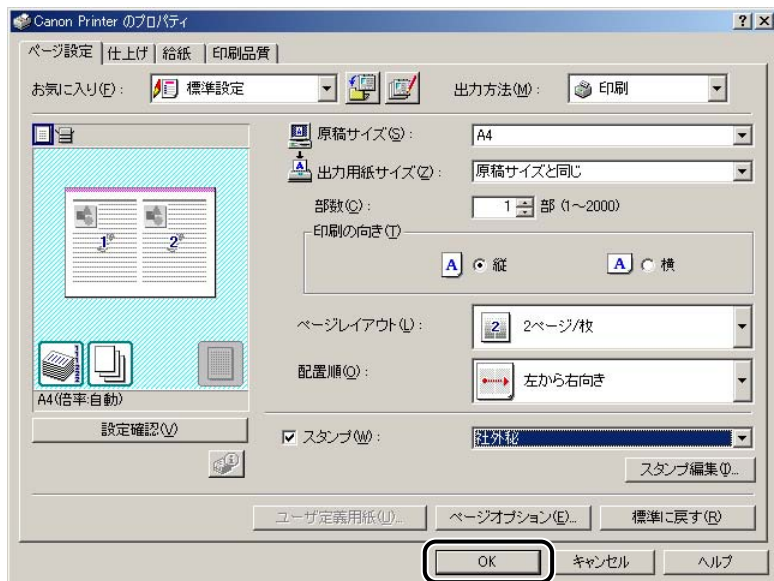 Canon Printer のプロパティ
ページ設定 仕上げ 給紙 印刷品質
お気に入り(F): 標準設定 出力方法(M): 印刷
原稿サイズ(S): A4
出力用紙サイズ(Z): 原稿サイズと同じ
部数(C): 1 部 (1～2000)
印刷の向き(T)
A 縦 A 横
1 2
ページレイアウト(L): 2 2ページ/枚
配置順(O): 左から右向き
A4(倍率:自動)
設定確認(V)
スタンプ(W): 社外秘
スタンプ編集(I)...
ユーザ定義用紙(U)... ページオプション(E)... 標準に戻す(R)
OK キャンセル ヘルプ